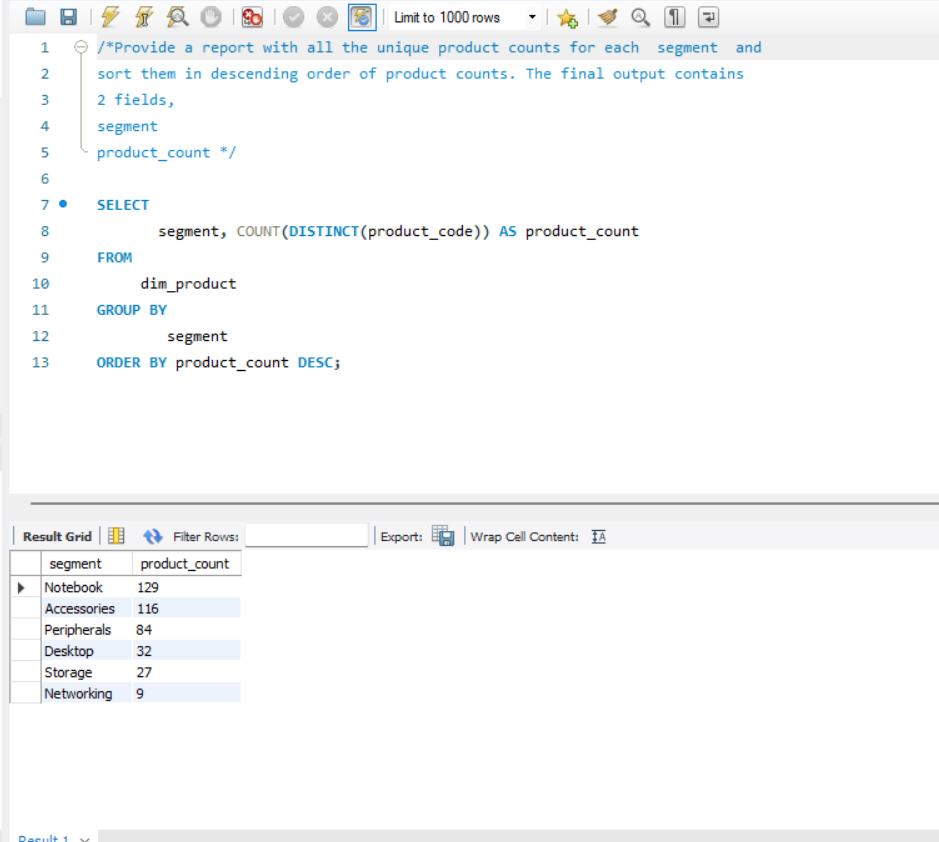 Limit to 1000 rows
1 /*Provide a report with all the unique product counts for each  segment  and
2 sort them in descending order of product counts. The final output contains
3 2 fields,
4 segment
5 product_count */
6
7 SELECT
8 segment, COUNT(DISTINCT(product_code)) AS product_count
9 FROM
10 dim_product
11 GROUP BY
12 segment
13 ORDER BY product_count DESC;
Result Grid Filter Rows: Export: Wrap Cell Content: IA
segment product_count
Notebook 129
Accessories 116
Peripherals 84
Desktop 32
Storage 27
Networking 9
Result 1